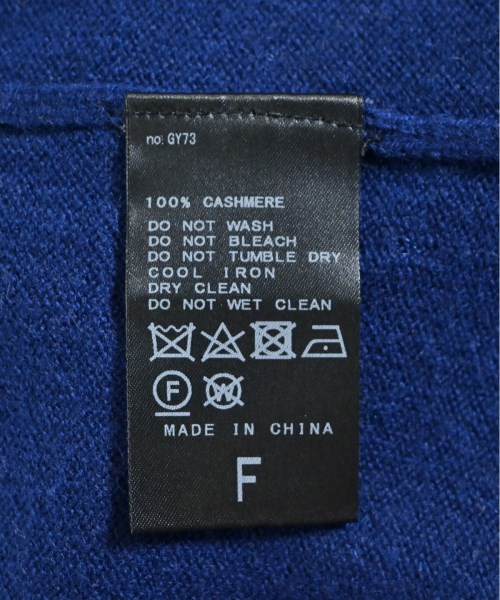 no. GY73
100% CASHMERE
DO NOT WASH
DO NOT BLEACH
DO NOT TUMBLE DRY
COOL IRON
DRY CLEAN
DO NOT WET CLEAN
F W
MADE IN CHINA
F